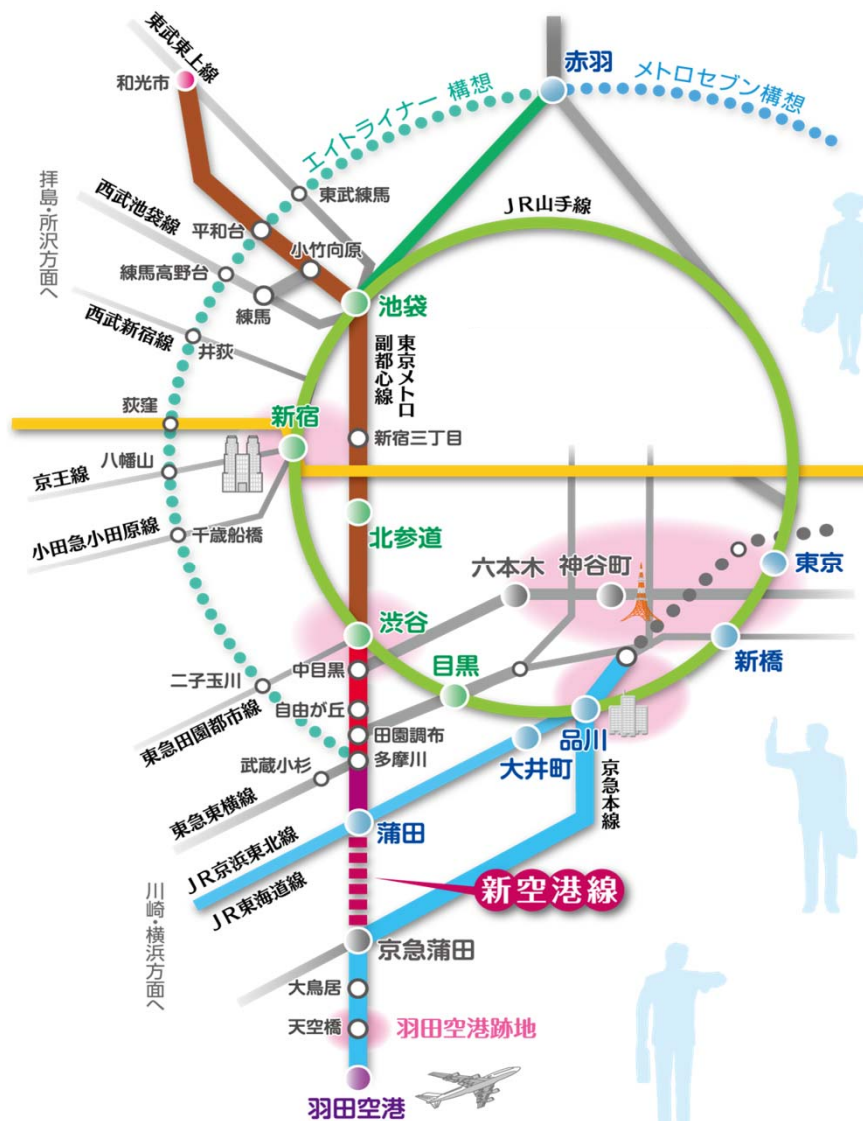 東武東上線
和光市
赤羽
エイトライナー 構想
メトロセブン構想
拝島・所沢方面へ
東武練馬
JR山手線
西武池袋線
平和台
小竹向原
練馬高野台
練馬
池袋
西武新宿線
井荻
東京メトロ
副都心線
荻窪
新宿
新宿三丁目
八幡山
京王線
小田急小田原線
千歳船橋
北参道
六本木
神谷町
東京
渋谷
新橋
中目黒
目黒
二子玉川
自由が丘
東急田園都市線
田園調布
多摩川
品川
武蔵小杉
大井町
東急東横線
京急本線
蒲田
JR京浜東北線
JR東海道線
新空港線
川崎・横浜方面へ
京急蒲田
大鳥居
天空橋
羽田空港跡地
羽田空港